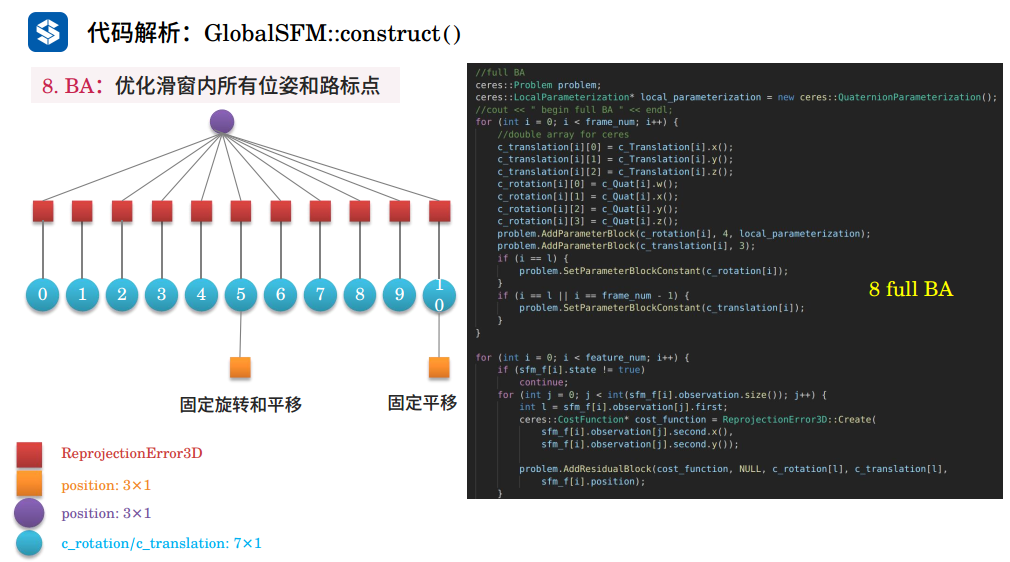 代码解析：GlobalSFM::construct()
8. BA：优化滑窗内所有位姿和路标点
0 1 2 3 4 5 6 7 8 9 10
固定旋转和平移
固定平移
ReprojectionError3D
position: 3×1
position: 3×1
c_rotation/c_translation: 7×1
//full BA
ceres::Problem problem;
ceres::LocalParameterization* local_parameterization = new ceres::QuaternionParameterization();
//cout << " begin full BA " << endl;
for (int i = 0; i < frame_num; i++) {
    //double array for ceres
    c_translation[i][0] = c_Translation[i].x();
    c_translation[i][1] = c_Translation[i].y();
    c_translation[i][2] = c_Translation[i].z();
    c_rotation[i][0] = c_Quat[i].w();
    c_rotation[i][1] = c_Quat[i].x();
    c_rotation[i][2] = c_Quat[i].y();
    c_rotation[i][3] = c_Quat[i].z();
    problem.AddParameterBlock(c_rotation[i], 4, local_parameterization);
    problem.AddParameterBlock(c_translation[i], 3);
    if (i == l) {
        problem.SetParameterBlockConstant(c_rotation[i]);
    }
    if (i == l || i == frame_num - 1) {
        problem.SetParameterBlockConstant(c_translation[i]);
    }
}
8 full BA
for (int i = 0; i < feature_num; i++) {
    if (sfm_f[i].state != true)
        continue;
    for (int j = 0; j < int(sfm_f[i].observation.size()); j++) {
        int l = sfm_f[i].observation[j].first;
        ceres::CostFunction* cost_function = ReprojectionError3D::Create(
            sfm_f[i].observation[j].second.x(),
            sfm_f[i].observation[j].second.y());
        problem.AddResidualBlock(cost_function, NULL, c_rotation[l], c_translation[l],
            sfm_f[i].position);
    }